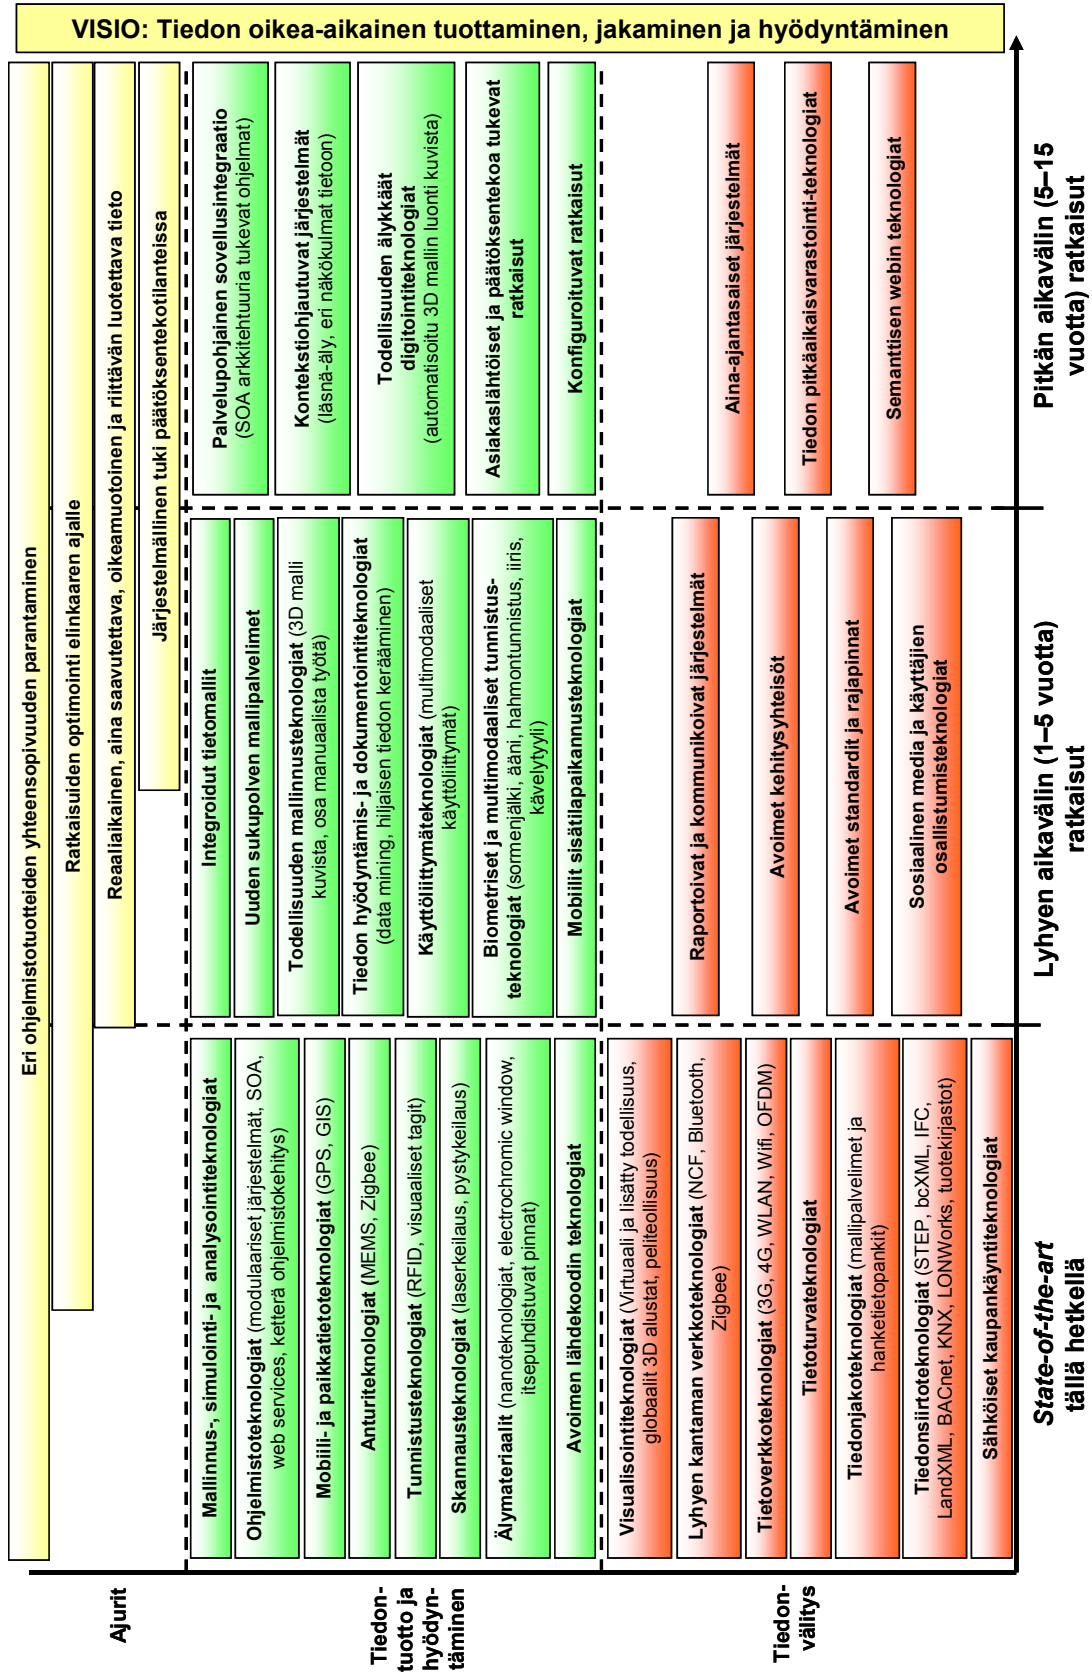 VISIO: Tiedon oikea-aikainen tuottaminen, jakaminen ja hyödyntäminen
Ajurit
Eri ohjelmistotuotteiden yhteensopivuuden parantaminen
Ratkaisuiden optimointi elinkaaren ajalle
Reaaliaikainen, aina saavutettava, oikeamuotoinen ja riittävän luotettava tieto
Järjestelmällinen tuki päätöksentekotilanteissa
Tiedon-
tuotto ja
hyödyn-
täminen
Mallinnus-, simulointi- ja analysointiteknologiat
Ohjelmistoteknologiat (modulaariset järjestelmät, SOA,
web services, ketterä ohjelmistokehitys)
Mobiili- ja paikkatietoteknologiat (GPS, GIS)
Anturiteknologiat (MEMS, Zigbee)
Tunnistusteknologiat (RFID, visuaaliset tagit)
Skannausteknologiat (laserkeilaus, pystykeilaus)
Älymateriaalit (nanoteknologiat, electrochromic window,
itsepuhdistuvat pinnat)
Avoimen lähdekoodin teknologiat
Integroidut tietomallit
Uuden sukupolven mallipalvelimet
Todellisuuden mallinnusteknologiat (3D malli
kuvista, osa manuaalista työtä)
Tiedon hyödyntämis- ja dokumentointiteknologiat
(data mining, hiljaisen tiedon kerääminen)
Käyttöliittymäteknologiat (multimodaaliset
käyttöliittymät)
Biometriset ja multimodaaliset tunnistus-
teknologiat (sormenjälki, ääni, hahmontunnistus, iiris,
kävelytyyli)
Mobiilit sisätilapaikannusteknologiat
Palvelupohjainen sovellusintegraatio
(SOA arkkitehtuuria tukevat ohjelmat)
Kontekstiohjautuvat järjestelmät
(läsnä-äly, eri näkökulmat tietoon)
Todellisuuden älykkäät
digitointiteknologiat
(automatisoitu 3D mallin luonti kuvista)
Asiakaslähtöiset ja päätöksentekoa tukevat
ratkaisut
Konfiguroituvat ratkaisut
Tiedon-
välitys
Visualisointiteknologiat (Virtuaali ja lisätty todellisuus,
globaalit 3D alustat, peliteollisuus)
Lyhyen kantaman verkkoteknologiat (NCF, Bluetooth,
Zigbee)
Tietoverkkoteknologiat (3G, 4G, WLAN, Wifi, OFDM)
Tietoturvateknologiat
Tiedonjakoteknologiat (mallipalvelimet ja
hanketietopankit)
Tiedonsiirtoteknologiat (STEP, bcXML, IFC,
LandXML, BACnet, KNX, LONWorks, tuotekirjastot)
Sähköiset kaupankäyntiteknologiat
Raportoivat ja kommunikoivat järjestelmät
Avoimet kehitysyhteisöt
Avoimet standardit ja rajapinnat
Sosiaalinen media ja käyttäjien
osallistumisteknologiat
Aina-ajantasaiset järjestelmät
Tiedon pitkäaikaisvarastointi-teknologiat
Semanttisen webin teknologiat
State-of-the-art
tällä hetkellä
Lyhyen aikavälin (1–5 vuotta)
ratkaisut
Pitkän aikavälin (5–15
vuotta) ratkaisut